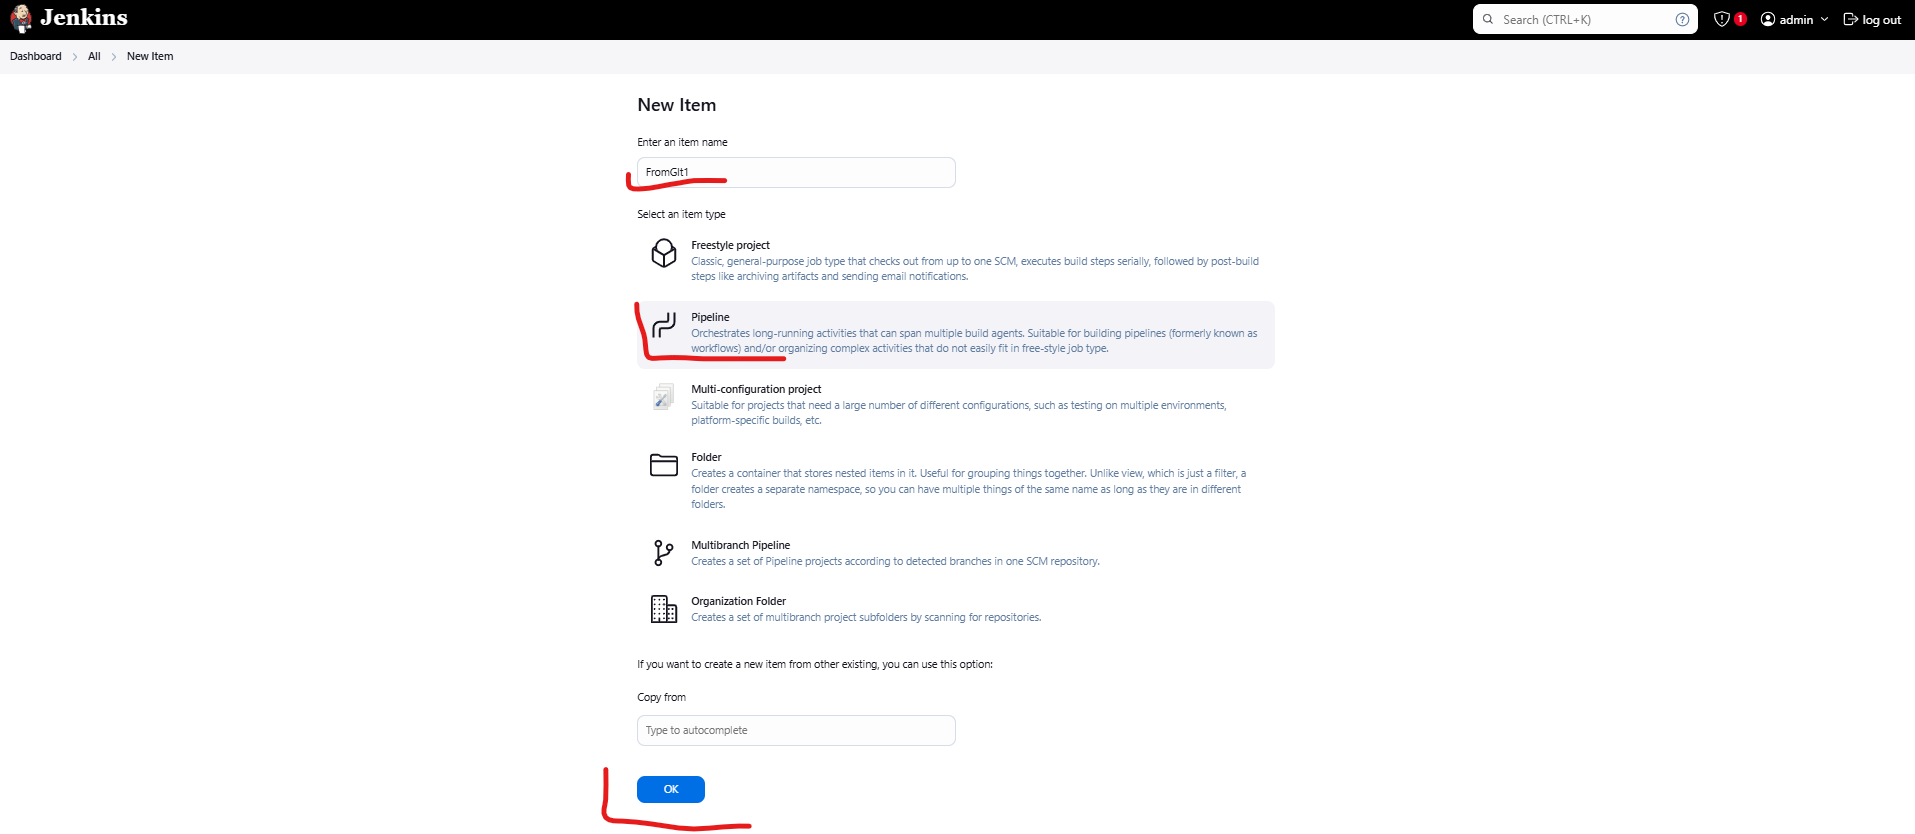 Jenkins
Search (CTRL+K)
?
1
admin
log out
Dashboard
All
New Item
New Item
Enter an item name
FromGIt1
Select an item type
Freestyle project
Classic, general-purpose job type that checks out from up to one SCM, executes build steps serially, followed by post-build
steps like archiving artifacts and sending email notifications.
Pipeline
Orchestrates long-running activities that can span multiple build agents. Suitable for building pipelines (formerly known as
workflows) and/or organizing complex activities that do not easily fit in free-style job type.
Multi-configuration project
Suitable for projects that need a large number of different configurations, such as testing on multiple environments,
platform-specific builds, etc.
Folder
Creates a container that stores nested items in it. Useful for grouping things together. Unlike view, which is just a filter, a
folder creates a separate namespace, so you can have multiple things of the same name as long as they are in different
folders.
Multibranch Pipeline
Creates a set of Pipeline projects according to detected branches in one SCM repository.
Organization Folder
Creates a set of multibranch project subfolders by scanning for repositories.
If you want to create a new item from other existing, you can use this option:
Copy from
Type to autocomplete
OK